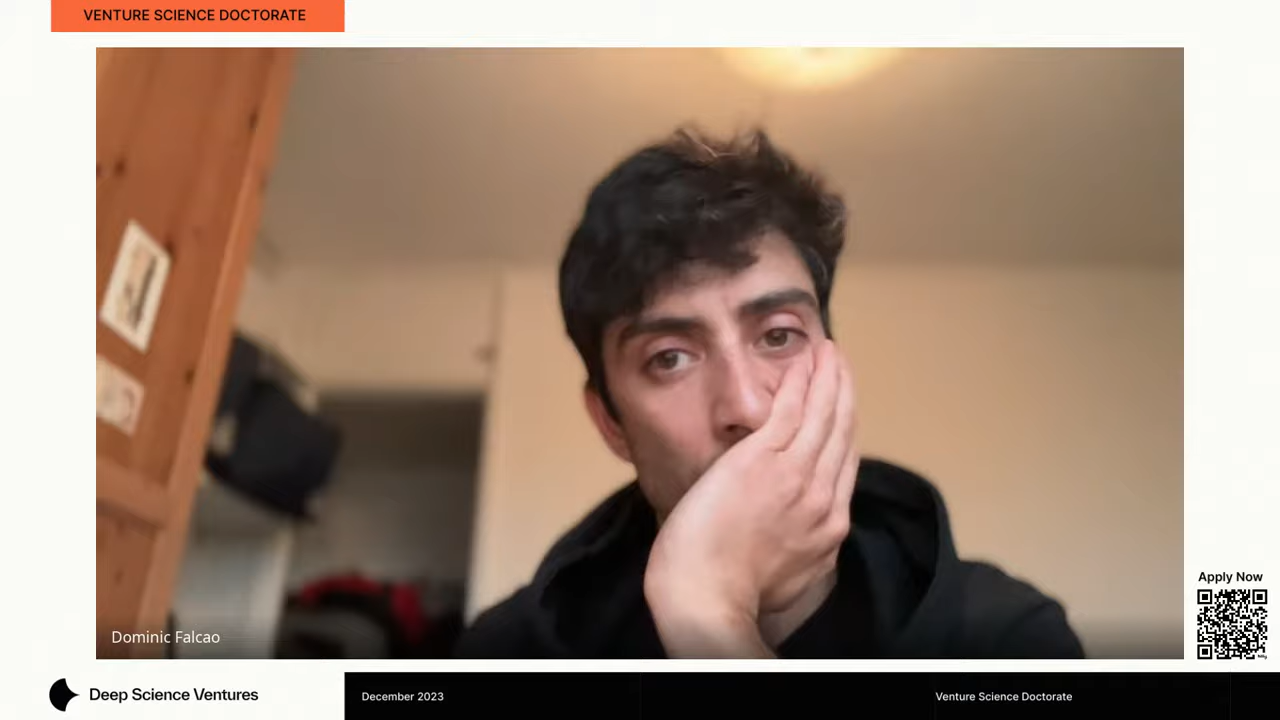 VENTURE SCIENCE DOCTORATE
Dominic Falcao
Apply Now
Deep Science Ventures
December 2023
Venture Science Doctorate